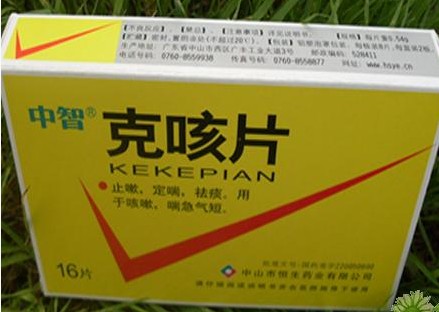 【不良反应】、【禁忌】、【注意事项】详见说明书。
【规格】每片重0.54g
【贮藏】密封,置阴凉处(不超过20℃)。【包装】铝塑泡罩包装。每板装8片,每盒装2板。
生产地址:广东省中山市西区广丰工业大道3号 邮政编码:528411
电话号码:0760-8559938 传真号码:0760-8558877
中智®
克咳片
KEKEPIAN
止嗽,定喘,祛痰。用
于咳嗽,喘急气短。
16片
中山市恒生药业有限公司